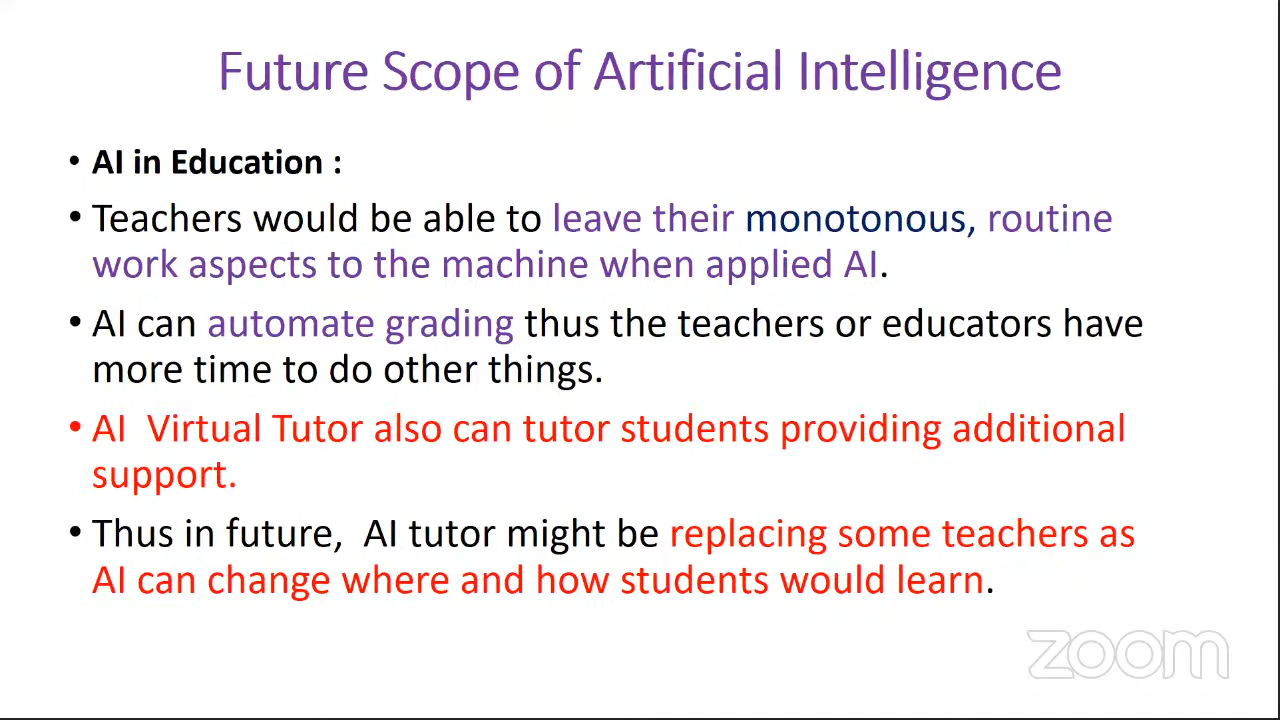 Future Scope of Artificial Intelligence
• AI in Education :
• Teachers would be able to leave their monotonous, routine
work aspects to the machine when applied AI.
• AI can automate grading thus the teachers or educators have
more time to do other things.
• AI  Virtual Tutor also can tutor students providing additional
support.
• Thus in future,  AI tutor might be replacing some teachers as
AI can change where and how students would learn.
zoom